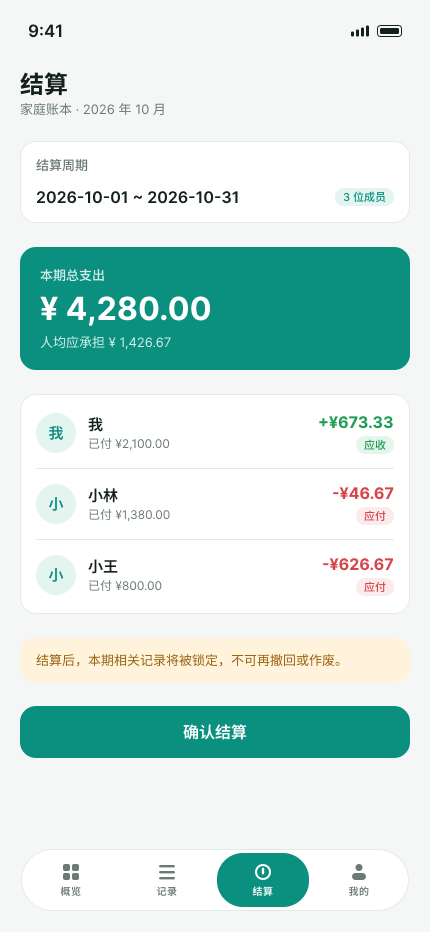 9:41
结算
家庭账本 · 2026 年 10 月
结算周期
2026-10-01 ~ 2026-10-31
3 位成员
本期总支出
¥ 4,280.00
人均应承担 ¥ 1,426.67
我
我
已付 ¥2,100.00
+¥673.33
应收
小
小林
已付 ¥1,380.00
-¥46.67
应付
小
小王
已付 ¥800.00
-¥626.67
应付
结算后，本期相关记录将被锁定，不可再撤回或作废。
确认结算
概览
记录
结算
我的